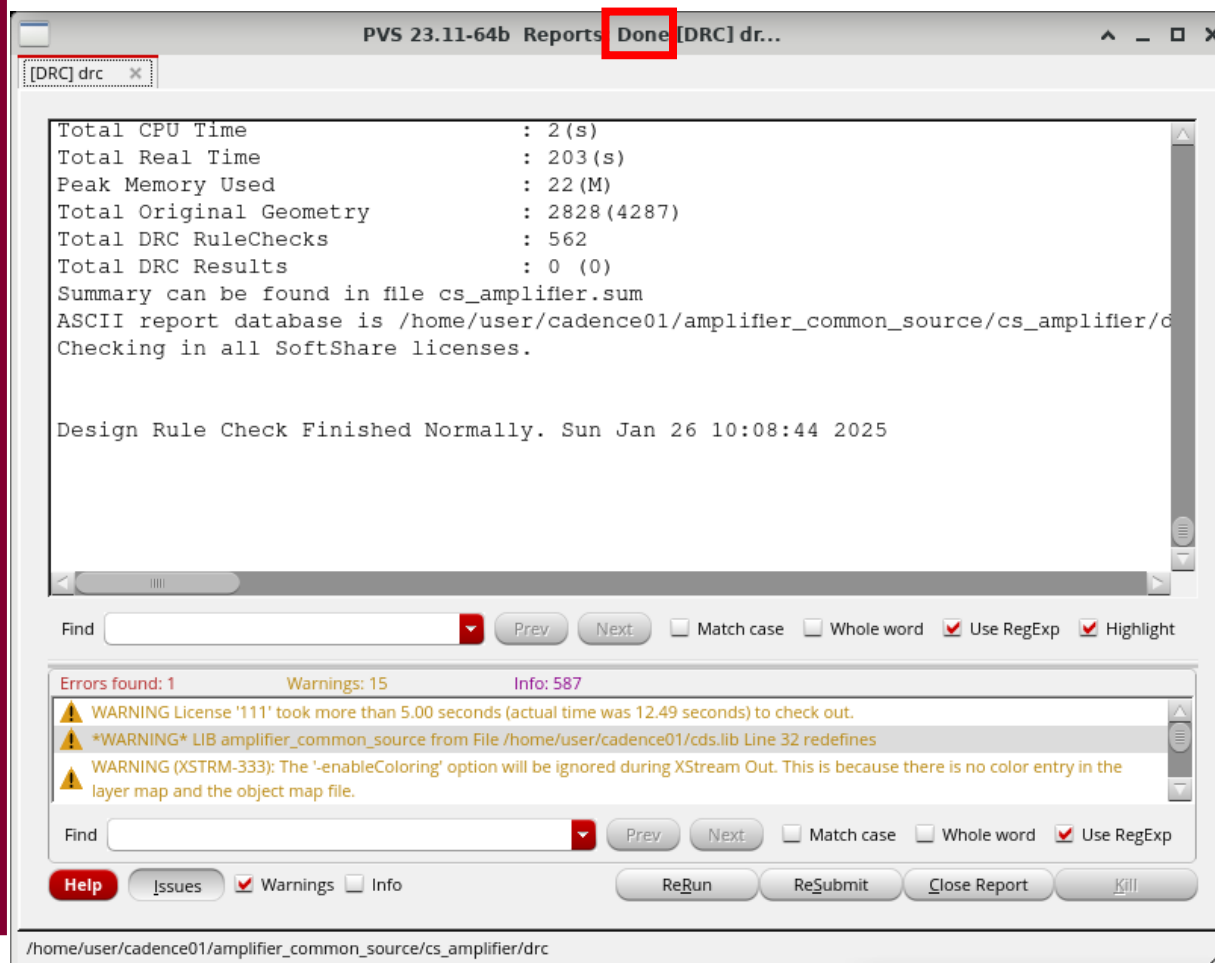 PVS 23.11-64b Reports Done [DRC] dr...
[DRC] drc
Total CPU Time : 2(s)
Total Real Time : 203(s)
Peak Memory Used : 22(M)
Total Original Geometry : 2828(4287)
Total DRC RuleChecks : 562
Total DRC Results : 0 (0)
Summary can be found in file cs_amplifier.sum
ASCII report database is /home/user/cadence01/amplifier_common_source/cs_amplifier/d
Checking in all SoftShare licenses.
Design Rule Check Finished Normally. Sun Jan 26 10:08:44 2025
Find Prev Next Match case Whole word Use RegExp Highlight
Errors found: 1 Warnings: 15 Info: 587
WARNING License '111' took more than 5.00 seconds (actual time was 12.49 seconds) to check out.
*WARNING* LIB amplifier_common_source from File /home/user/cadence01/cds.lib Line 32 redefines
WARNING (XSTRM-333): The '-enableColoring' option will be ignored during XStream Out. This is because there is no color entry in the
layer map and the object map file.
Find Prev Next Match case Whole word Use RegExp
Help Issues Warnings Info ReRun ReSubmit Close Report Kill
/home/user/cadence01/amplifier_common_source/cs_amplifier/drc